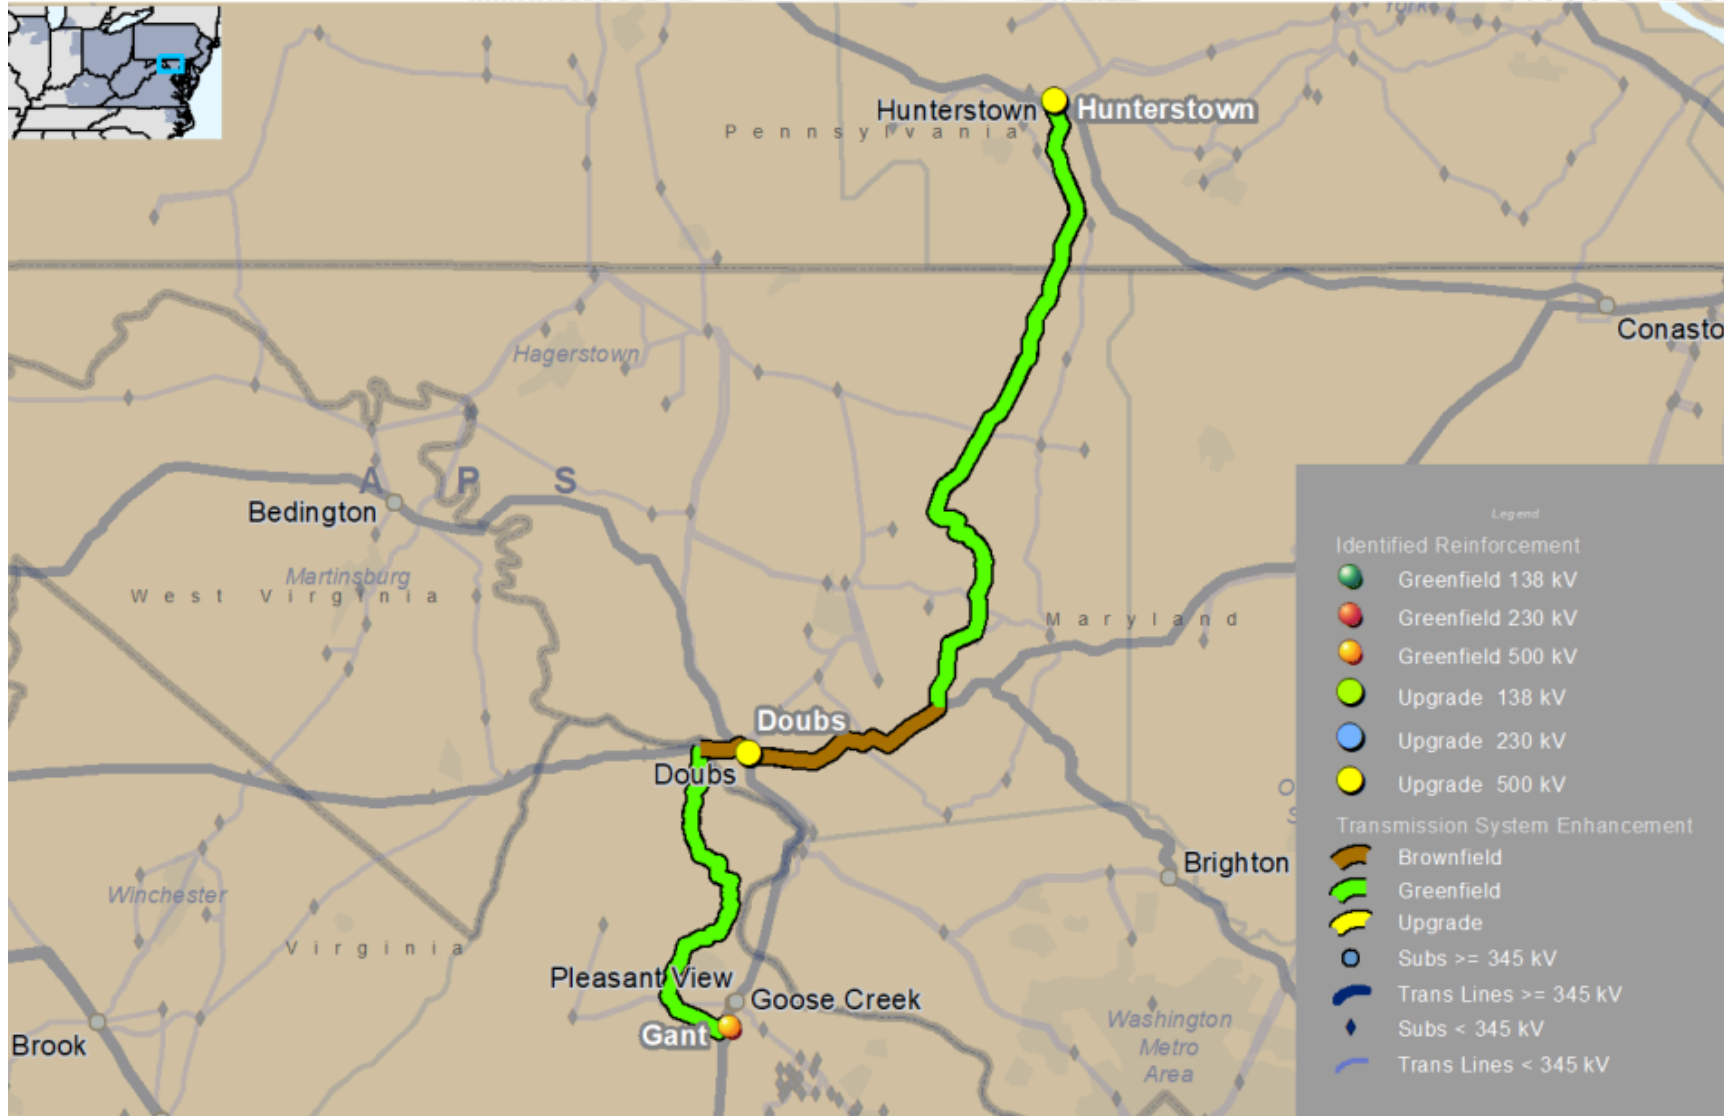 York
Hunterstown
Hunterstown
Pennsylvania
Conasto
Hagerstown
A P S
Bedington
Martinsburg
West Virginia
Maryland
Doubs
Doubs
Brighton
Winchester
Virginia
Pleasant View
Goose Creek
Gant
Brook
Washington
Metro
Area
Legend
Identified Reinforcement
Greenfield 138 kV
Greenfield 230 kV
Greenfield 500 kV
Upgrade 138 kV
Upgrade 230 kV
Upgrade 500 kV
Transmission System Enhancement
Brownfield
Greenfield
Upgrade
Subs >= 345 kV
Trans Lines >= 345 kV
Subs < 345 kV
Trans Lines < 345 kV